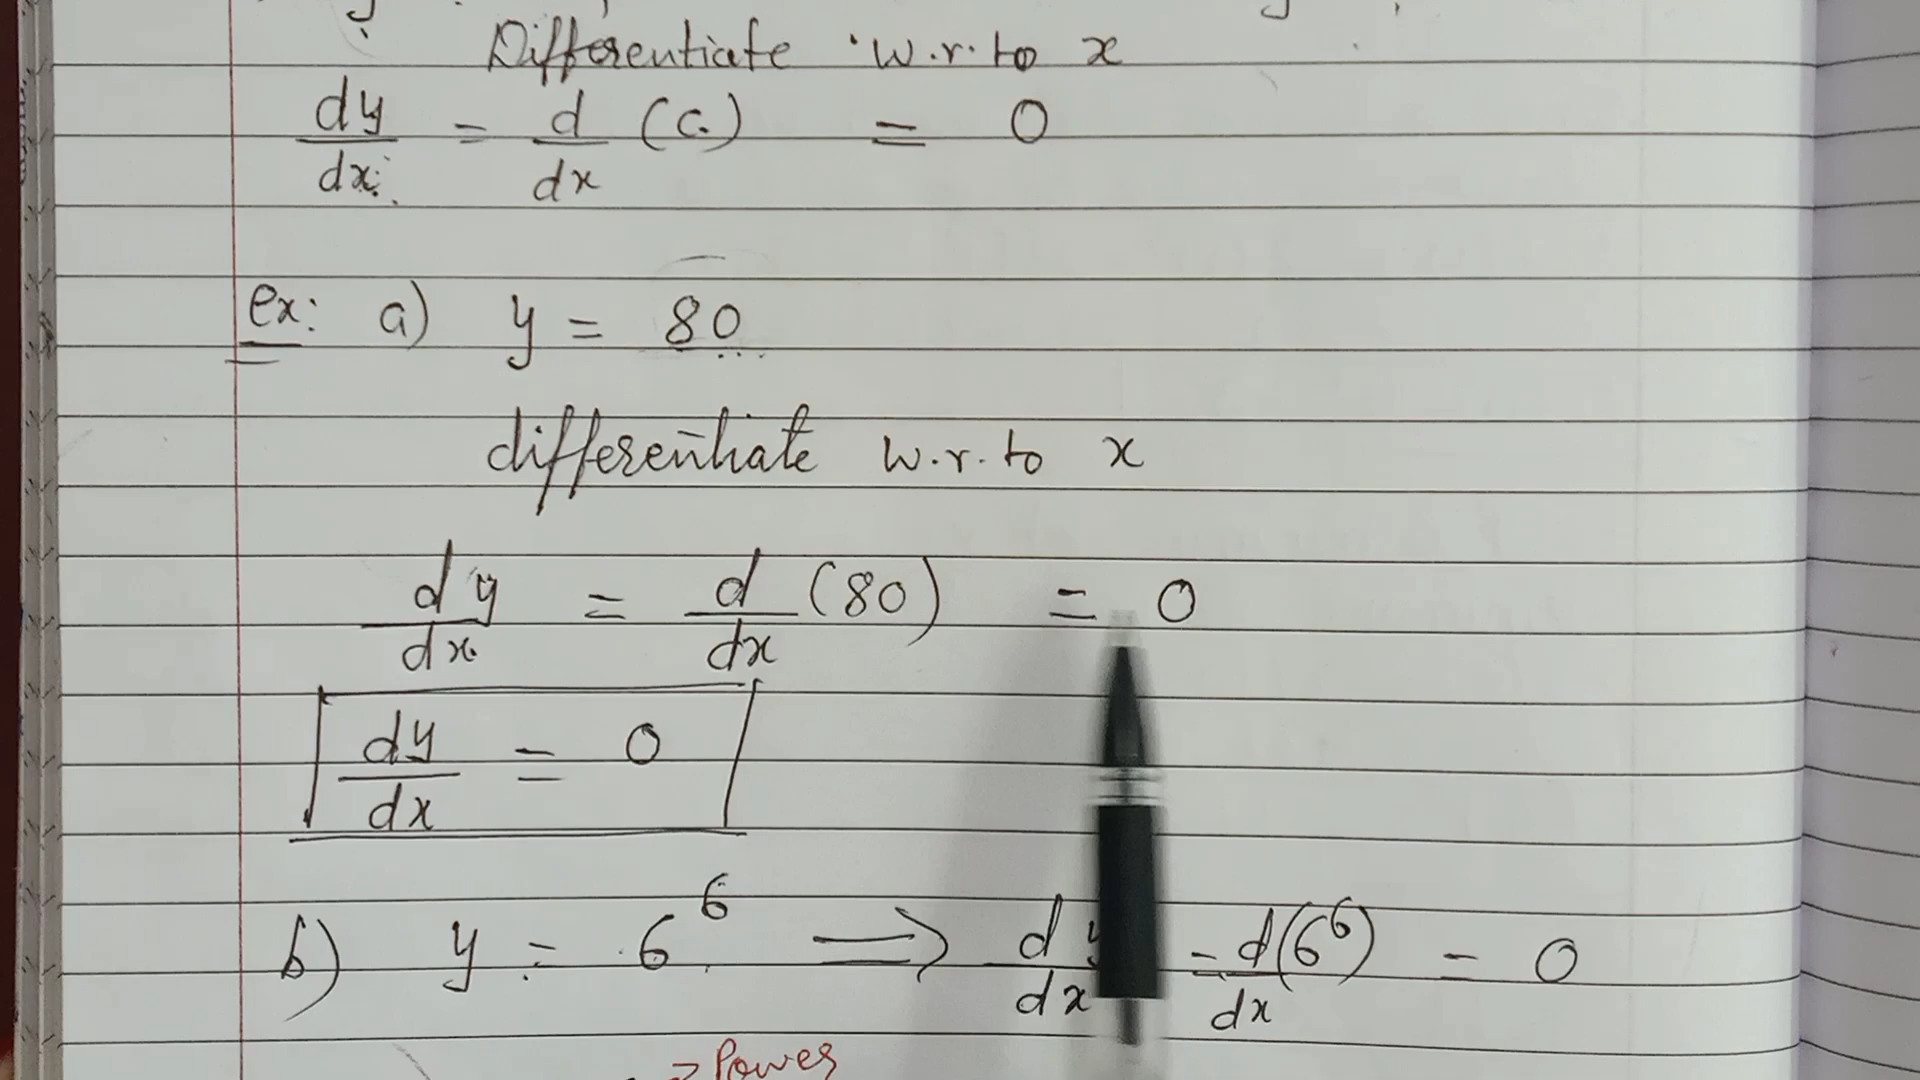 Differentiate w.r. to x
dy/dx = d/dx (c) = 0
ex: a) y = 80
differentiate w.r. to x
dy/dx = d/dx (80) = 0
dy/dx = 0
b) y = 6^6 ⟹ dy/dx = d(6^6)/dx = 0
→ Power